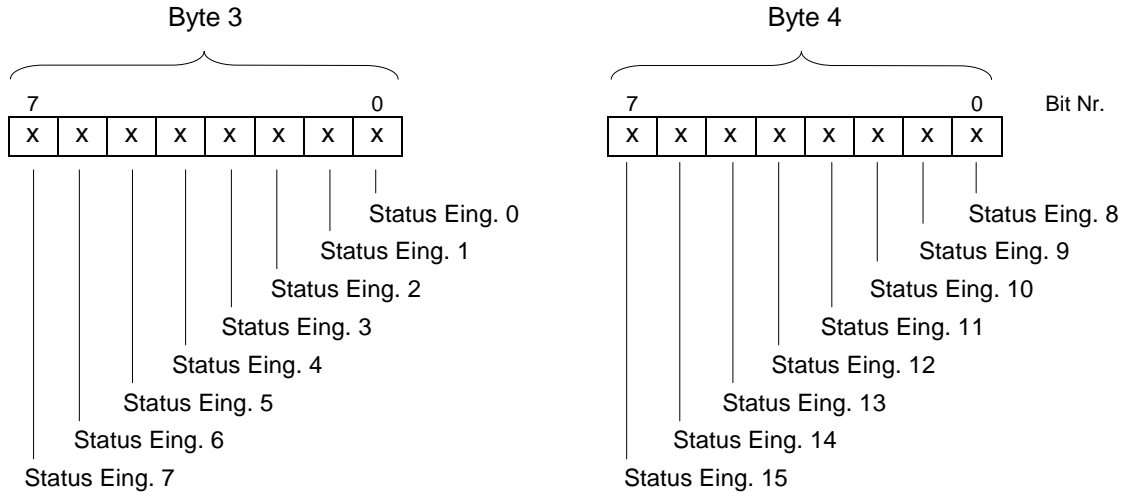 Byte 3 Byte 4
7 0 7 0 Bit Nr.
x x x x x x x x x x x x x x x x
Status Eing. 0 Status Eing. 8
Status Eing. 1 Status Eing. 9
Status Eing. 2 Status Eing. 10
Status Eing. 3 Status Eing. 11
Status Eing. 4 Status Eing. 12
Status Eing. 5 Status Eing. 13
Status Eing. 6 Status Eing. 14
Status Eing. 7 Status Eing. 15